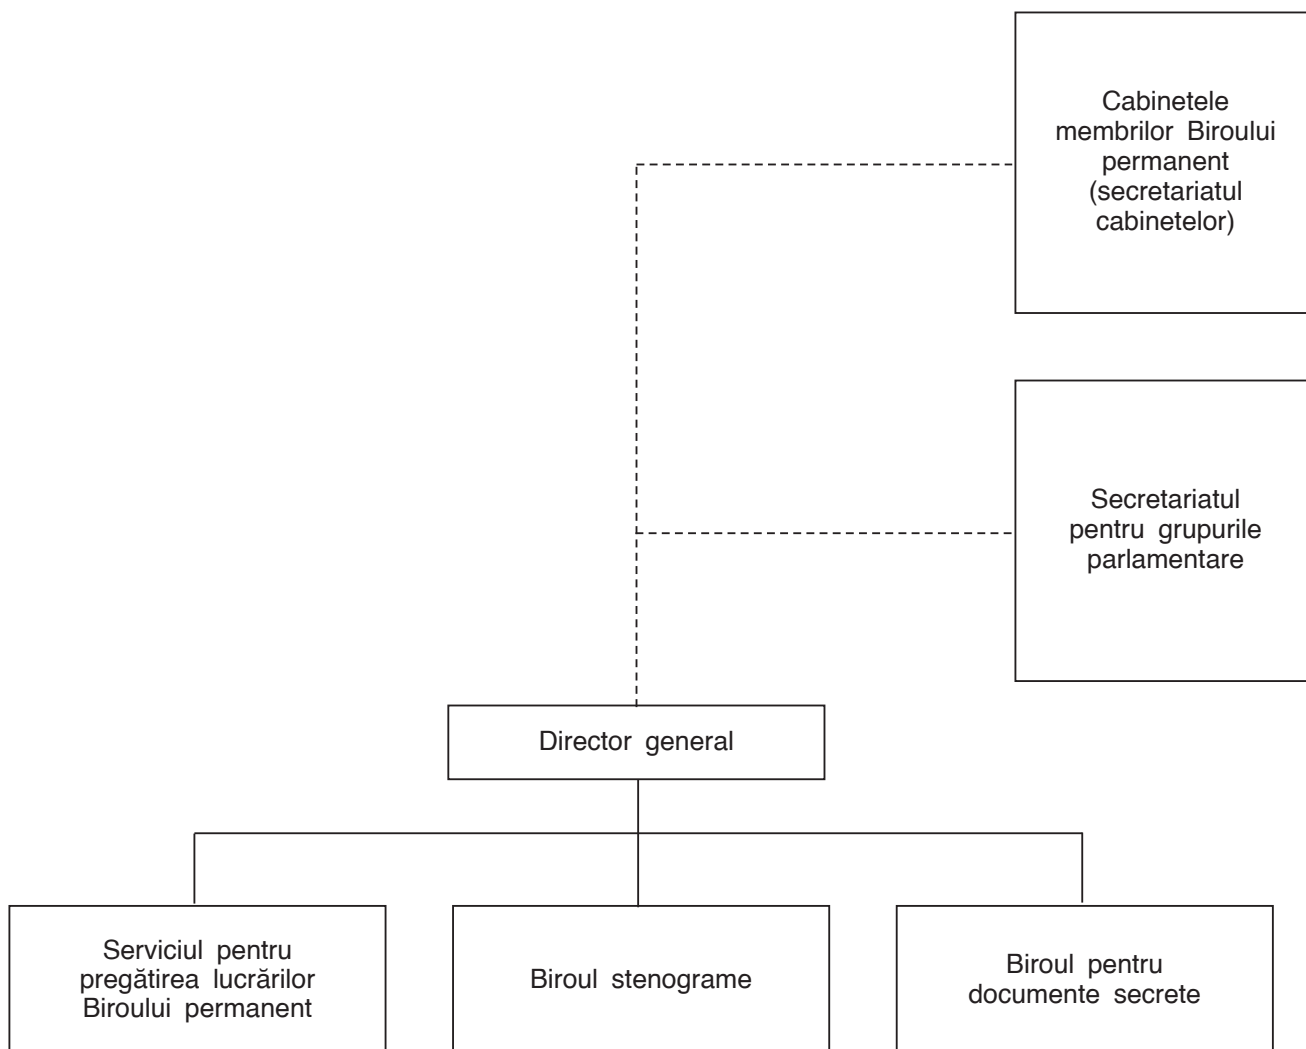 Cabinetele
membrilor Biroului
permanent
(secretariatul
cabinetelor)
Secretariatul
pentru grupurile
parlamentare
Director general
Serviciul pentru
pregătirea lucrărilor
Biroului permanent
Biroul stenograme
Biroul pentru
documente secrete